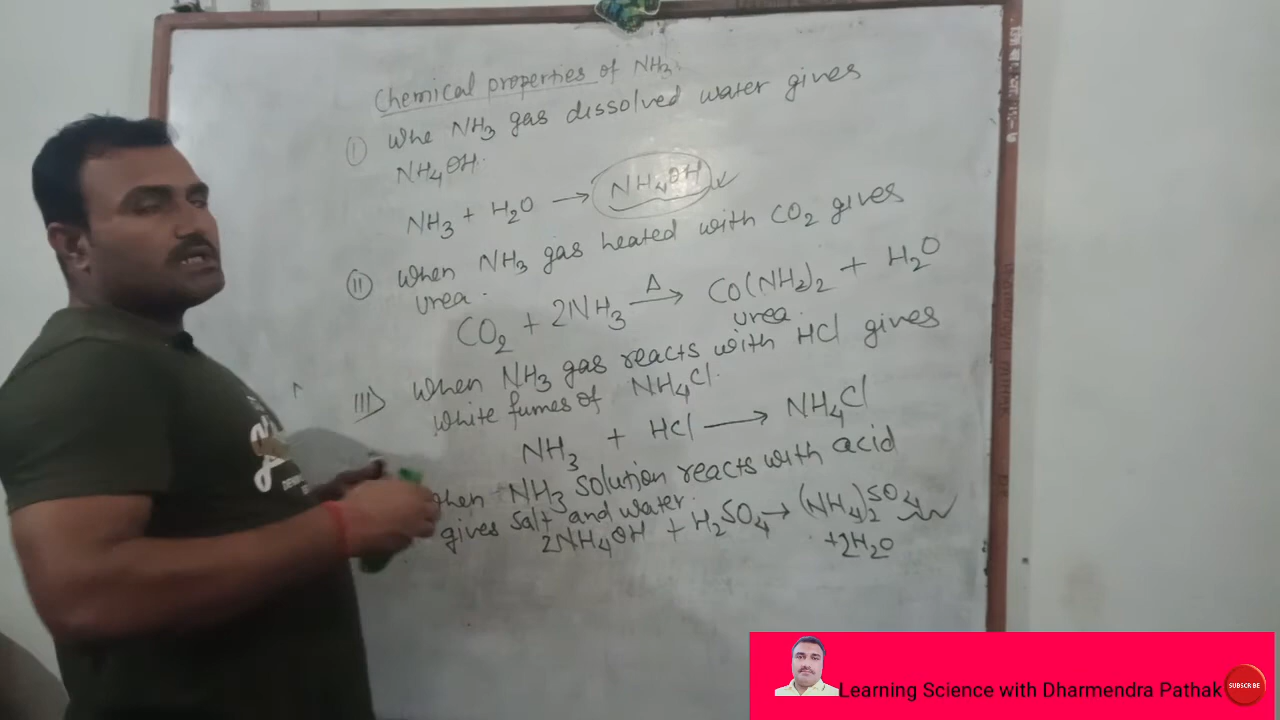 Chemical properties of NH3:
(I) Whe NH3 gas dissolved water gives
NH4OH.
NH3 + H2O → NH4OH
(II) When NH3 gas heated with CO2 gives
urea.
CO2 + 2NH3 →Δ CO(NH2)2 + H2O
urea.
III) When NH3 gas reacts with HCl gives
white fumes of NH4Cl.
NH3 + HCl → NH4Cl
hen NH3 solution reacts with acid
gives salt and water.
2NH4OH + H2SO4 → (NH4)2SO4
+2H2O
Learning Science with Dharmendra Pathak
SUBSCRIBE